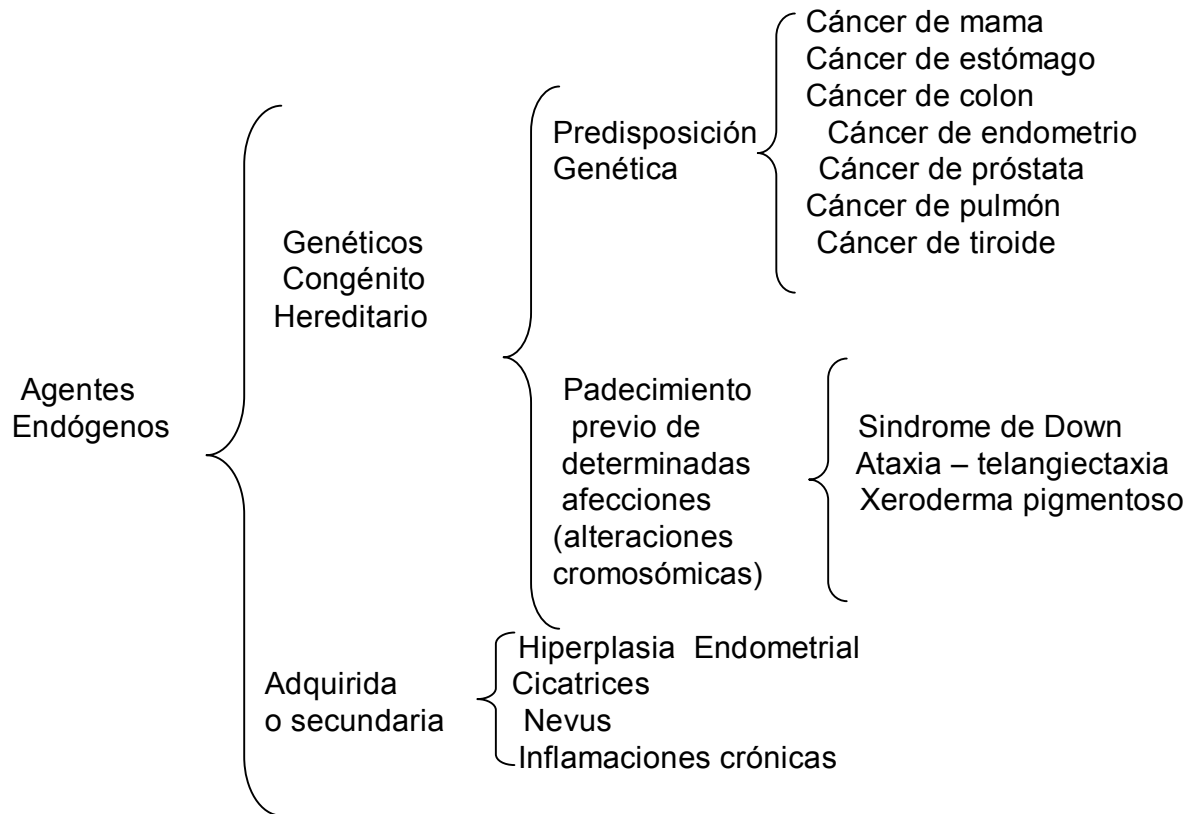 Agentes
Endógenos
Genéticos
Congénito
Hereditario
Predisposición
Genética
Cáncer de mama
Cáncer de estómago
Cáncer de colon
Cáncer de endometrio
Cáncer de próstata
Cáncer de pulmón
Cáncer de tiroide
Padecimiento
previo de
determinadas
afecciones
(alteraciones
cromosómicas)
Sindrome de Down
Ataxia – telangiectaxia
Xeroderma pigmentoso
Adquirida
o secundaria
Hiperplasia Endometrial
Cicatrices
Nevus
Inflamaciones crónicas